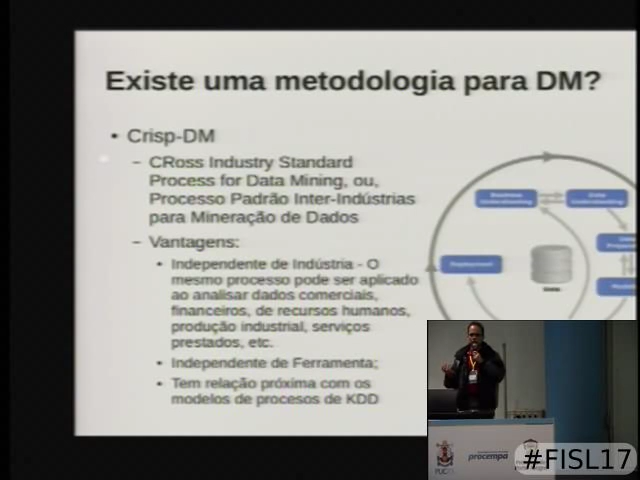 Existe uma metodologia para DM?
• Crisp-DM
– CRoss Industry Standard
Process for Data Mining, ou,
Processo Padrão Inter-Indústrias
para Mineração de Dados
– Vantagens:
• Independente de Indústria - O
mesmo processo pode ser aplicado
ao analisar dados comerciais,
financeiros, de recursos humanos,
produção industrial, serviços
prestados, etc.
• Independente de Ferramenta;
• Tem relação próxima com os
modelos de procesos de KDD
Business
Understanding
Data
Understanding
Deployment
procempa
#FISL17